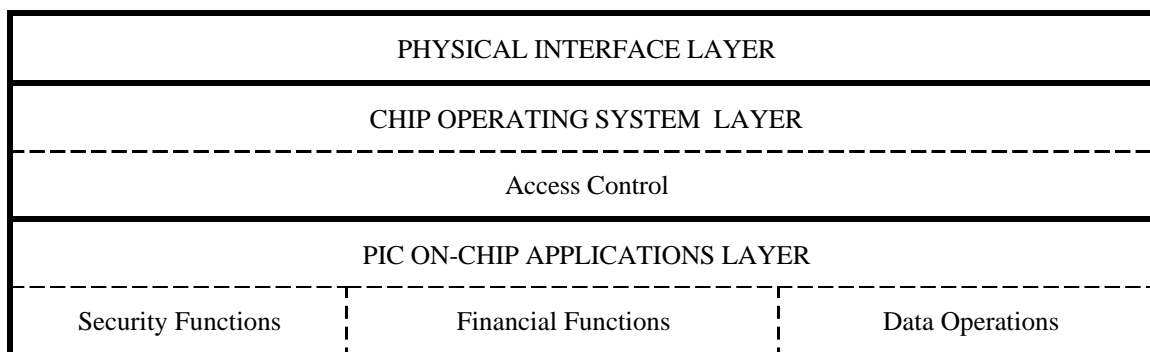 PHYSICAL INTERFACE LAYER
CHIP OPERATING SYSTEM LAYER
Access Control
PIC ON-CHIP APPLICATIONS LAYER
Security Functions
Financial Functions
Data Operations